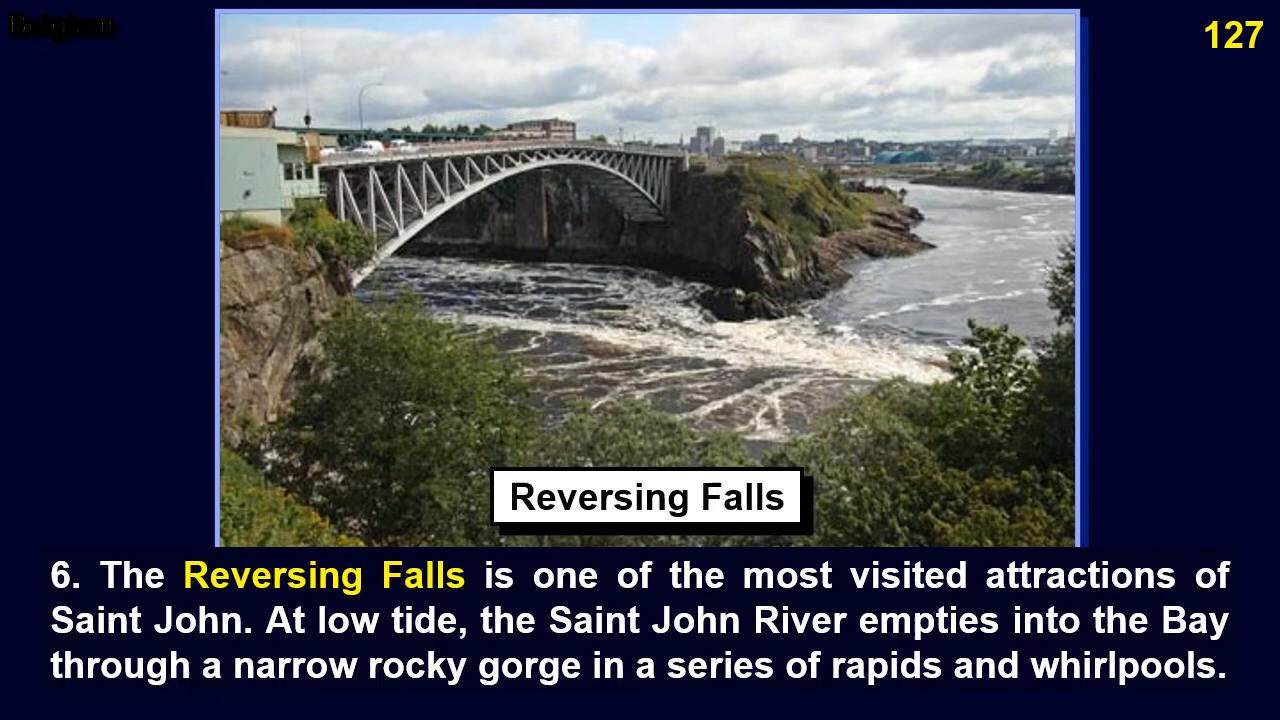 Belgium
127
Reversing Falls
6. The Reversing Falls is one of the most visited attractions of
Saint John. At low tide, the Saint John River empties into the Bay
through a narrow rocky gorge in a series of rapids and whirlpools.